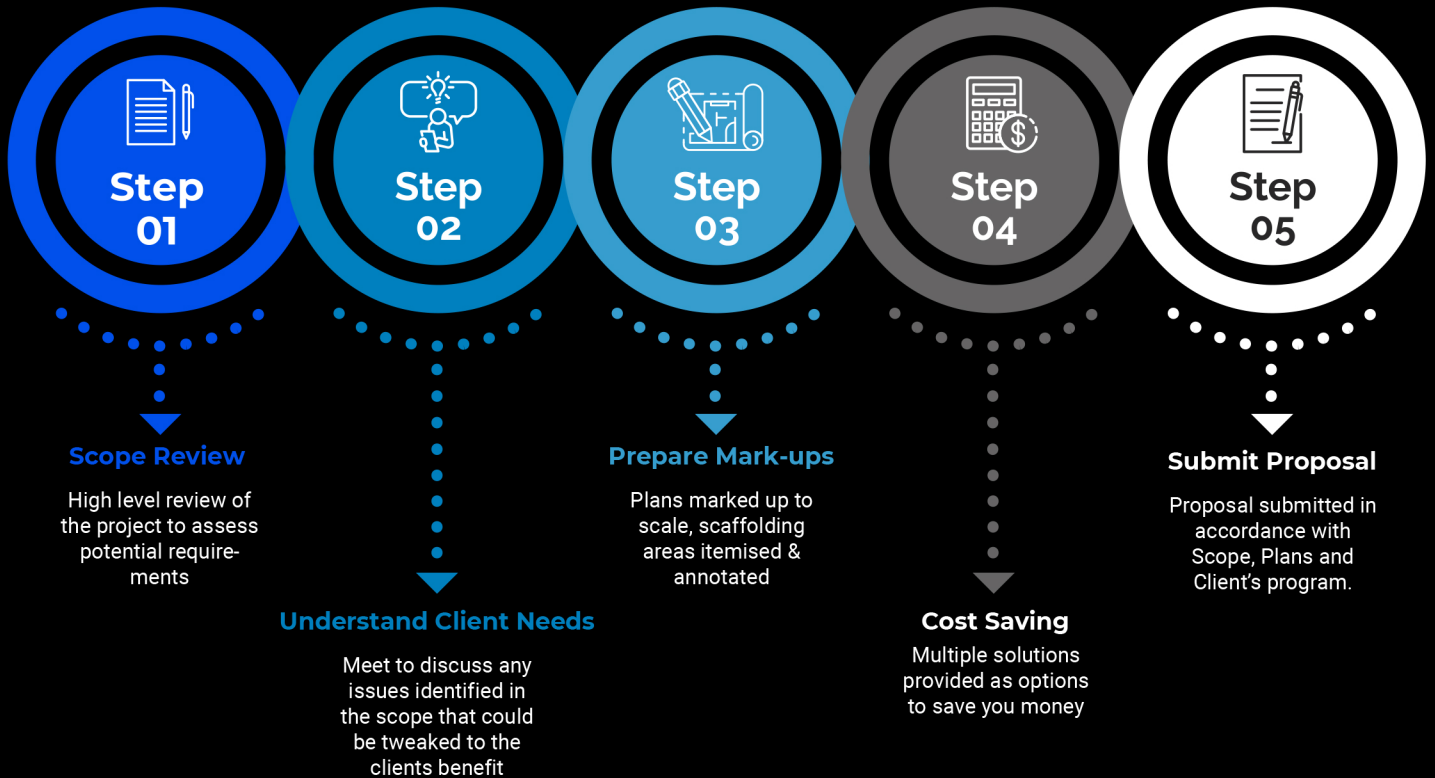 Step
01
Step
02
Step
03
Step
04
Step
05
Scope Review
High level review of
the project to assess
potential require-
ments
Understand Client Needs
Meet to discuss any
issues identified in
the scope that could
be tweaked to the
clients benefit
Prepare Mark-ups
Plans marked up to
scale, scaffolding
areas itemised &
annotated
Cost Saving
Multiple solutions
provided as options
to save you money
Submit Proposal
Proposal submitted in
accordance with
Scope, Plans and
Client’s program.